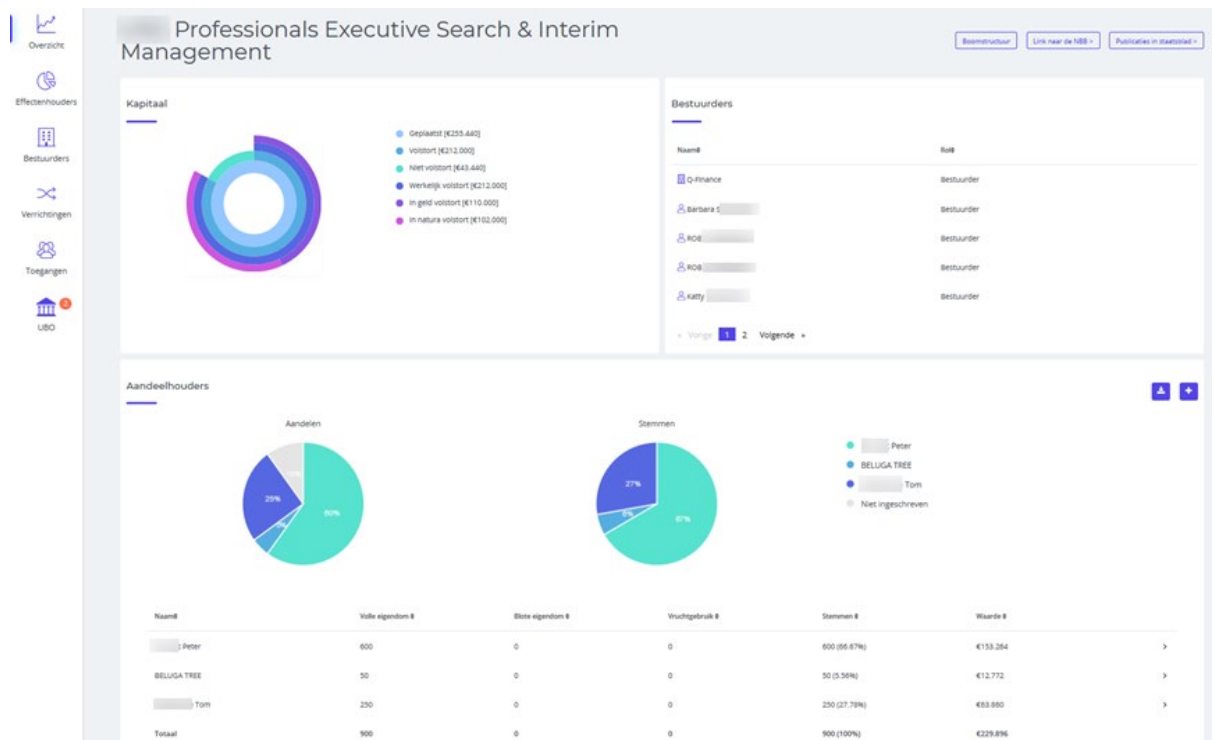 Overzicht
Effectenhouders
Bestuurders
Verrichtingen
Toegangen
2
UBO
Professionals Executive Search & Interim
Management
Boomstructuur
Link naar de NBB >
Publicaties in staatsblad >
Kapitaal
Geplaatst [€255.440]
Volstort [€212.000]
Niet volstort [€43.440]
Werkelijk volstort [€212.000]
In geld volstort [€110.000]
In natura volstort [€102.000]
Bestuurders
Naam Rol
Q-Finance Bestuurder
Barbara S Bestuurder
ROB Bestuurder
ROB Bestuurder
Katty Bestuurder
« Vorige 1 2 Volgende »
Aandeelhouders
Aandelen
60%
25%
Stemmen
27%
6%
67%
Peter
BELUGA TREE
Tom
Niet ingeschreven
Naam Volle eigendom Blote eigendom Vruchtgebruik Stemmen Waarde
Peter 600 0 0 600 (66.67%) €153.264 >
BELUGA TREE 50 0 0 50 (5.56%) €12.772 >
Tom 250 0 0 250 (27.78%) €63.860 >
Totaal 900 0 0 900 (100%) €229.896